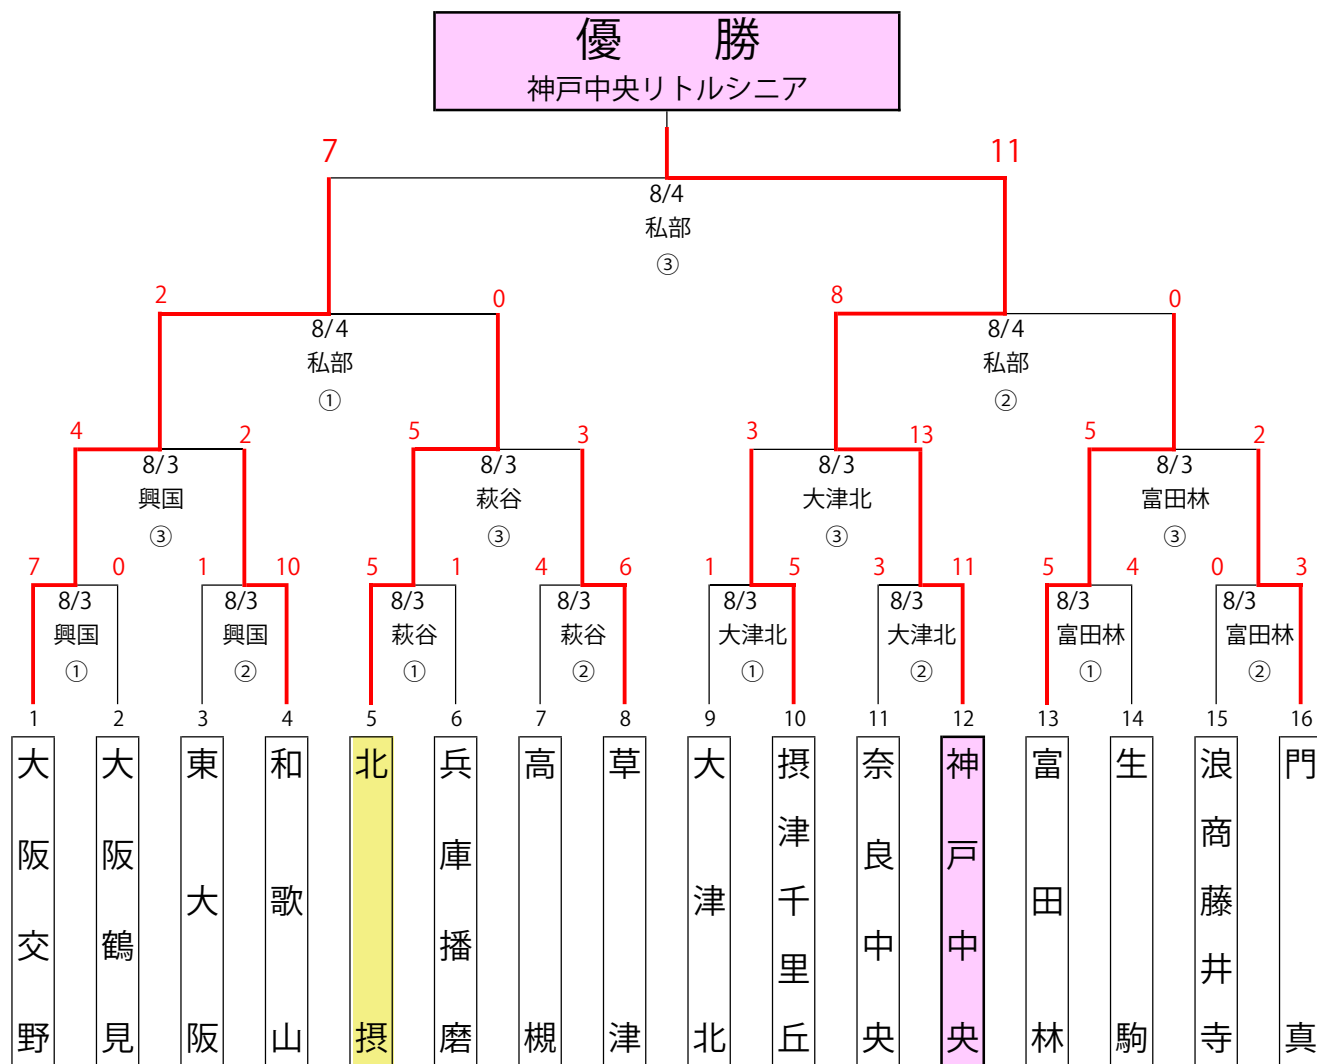 優 勝
神戸中央リトルシニア
7 11
8/4
私部
③
2 0 8 0
8/4 8/4
私部 私部
① ②
4 2 5 3 3 13 5 2
8/3 8/3 8/3 8/3
興国 萩谷 大津北 富田林
③ ③ ③ ③
7 0 1 10 5 1 4 6 1 5 3 11 5 4 0 3
8/3 8/3 8/3 8/3 8/3 8/3 8/3 8/3
興国 興国 萩谷 萩谷 大津北 大津北 富田林 富田林
① ② ① ② ① ② ① ②
1 2 3 4 5 6 7 8 9 10 11 12 13 14 15 16
大阪交野
大阪鶴見
東大阪
和歌山
北摂
兵庫播磨
高槻
草津
大津北
摂津千里丘
奈良中央
神戸中央
富田林
生駒
浪商藤井寺
門真